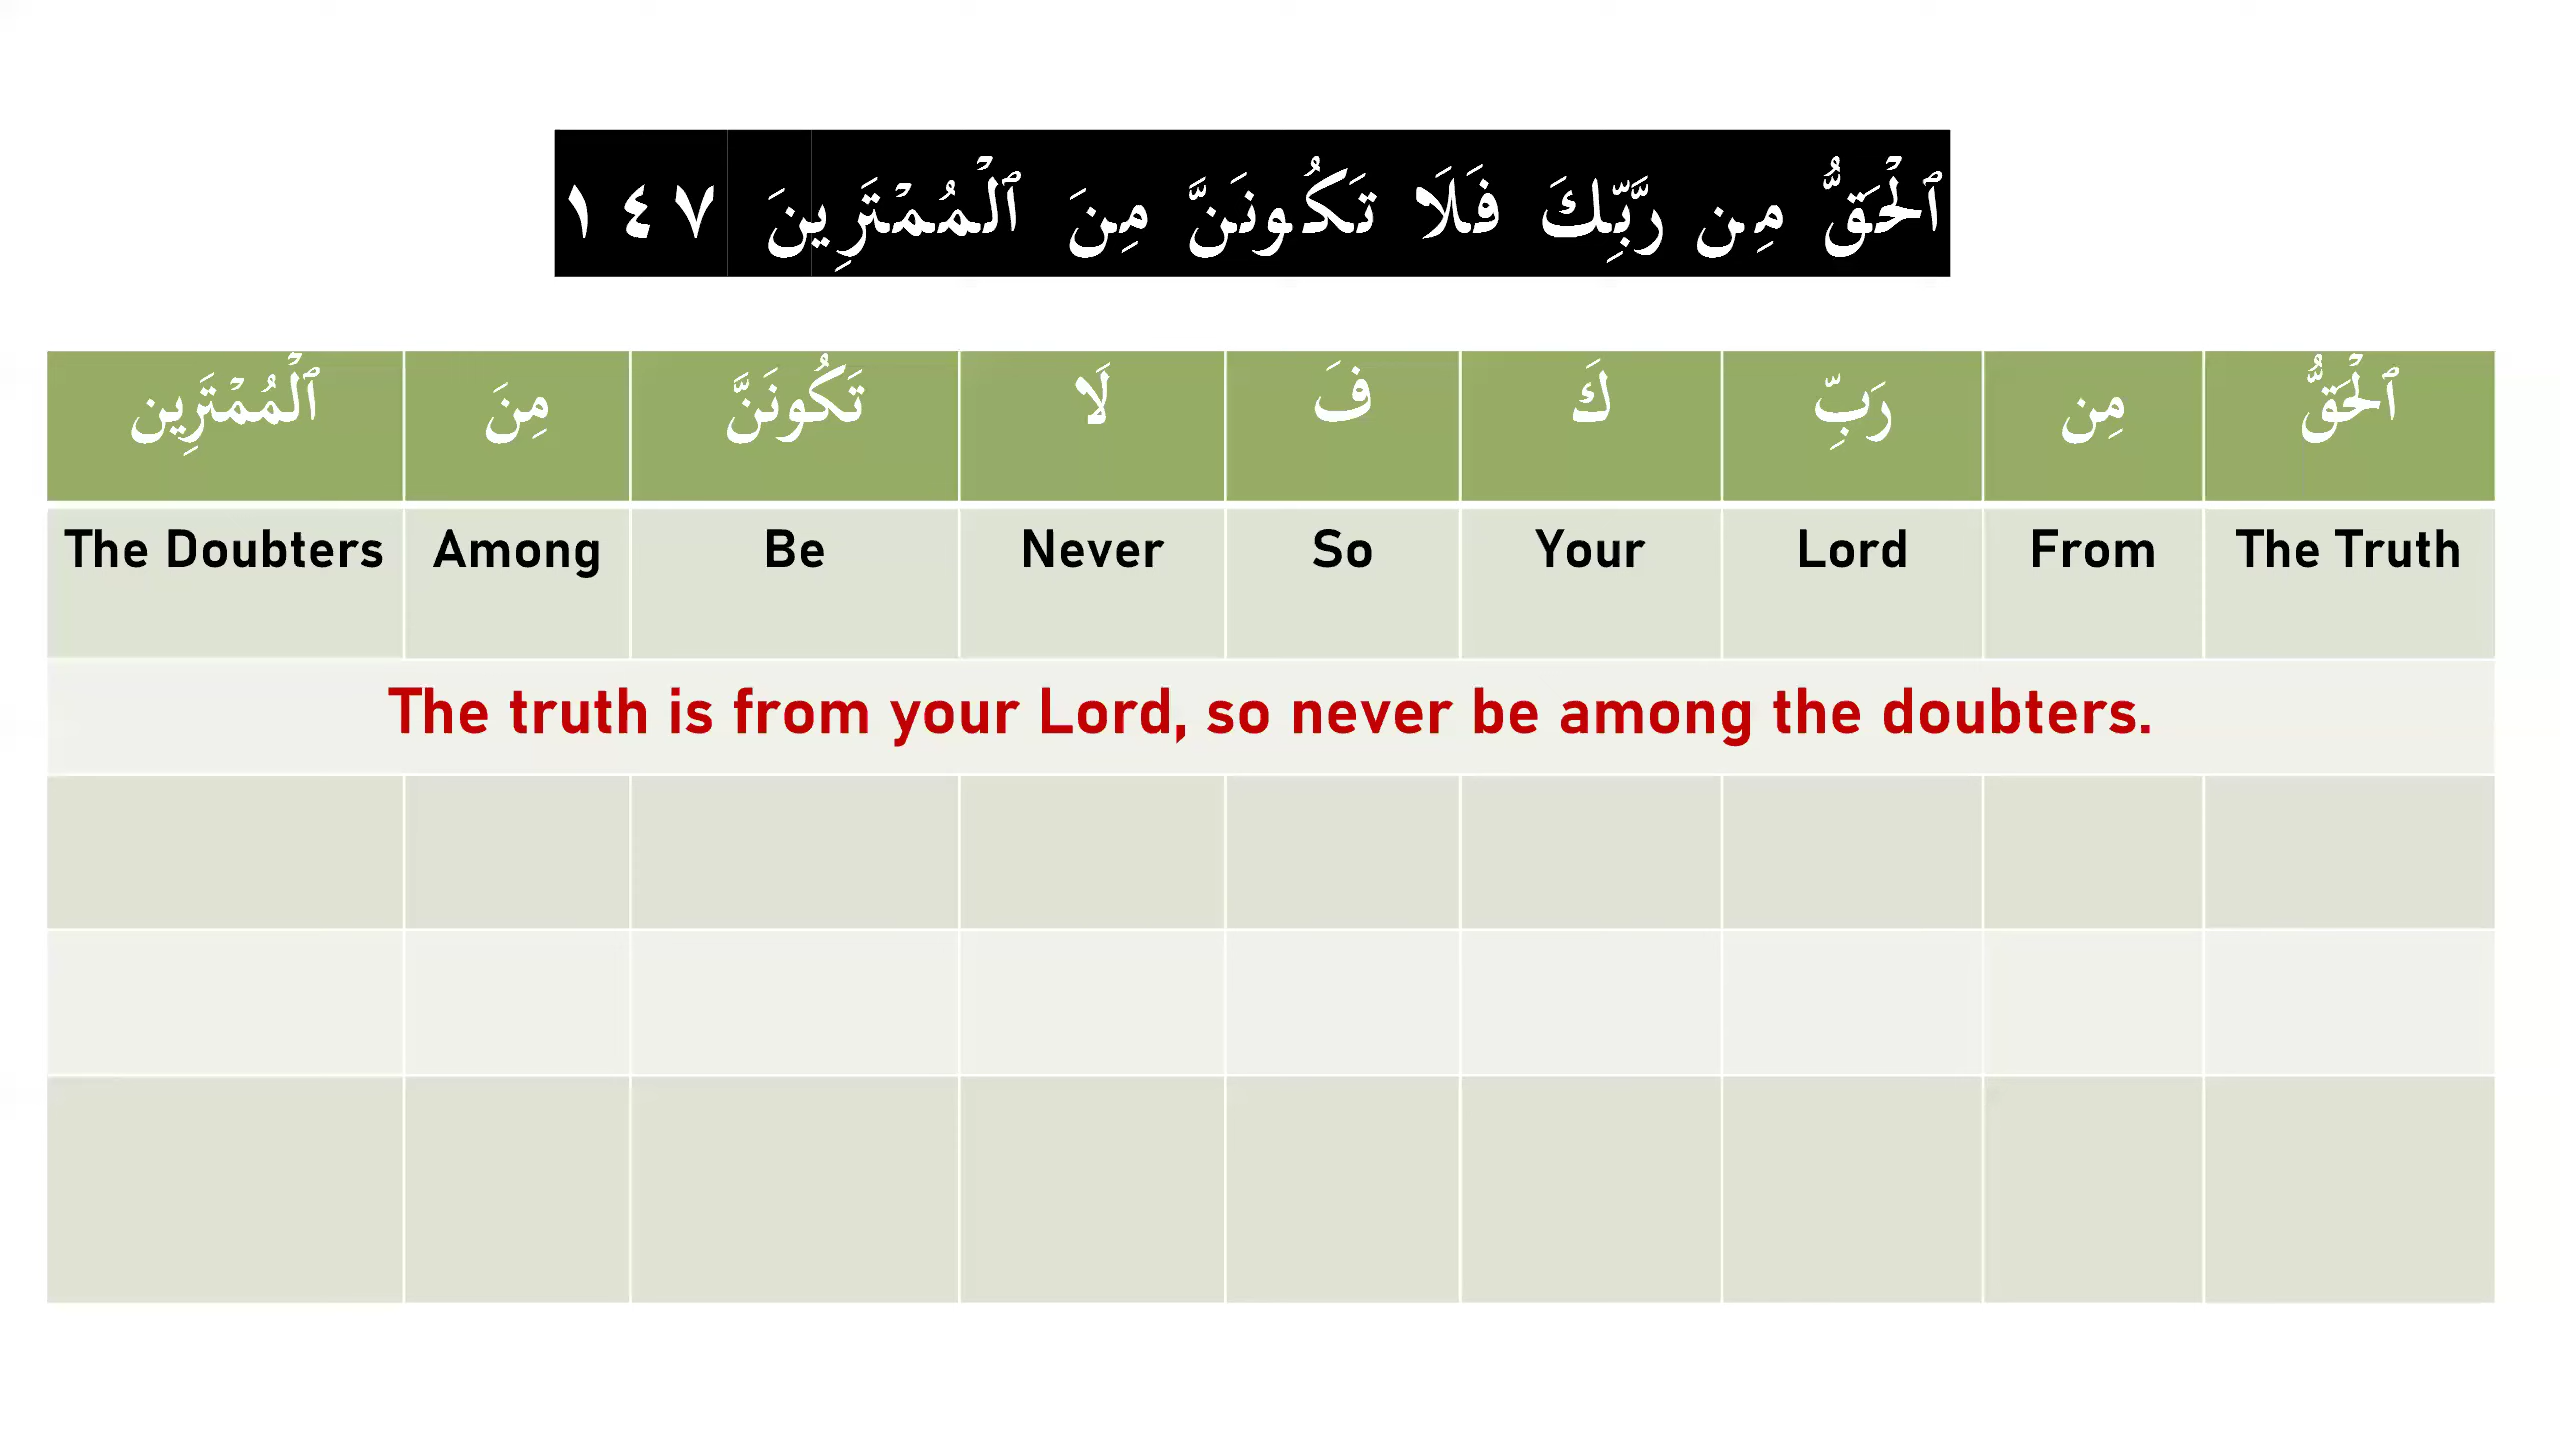 ٱلْحَقُّ مِن رَّبِّكَ فَلَا تَكُونَنَّ مِنَ ٱلْمُمْتَرِينَ ١٤٧
ٱلْحَقُّ مِن رَبِّ كَ فَ لَا تَكُونَنَّ مِنَ ٱلْمُمْتَرِين
The Doubters Among Be Never So Your Lord From The Truth
The truth is from your Lord, so never be among the doubters.